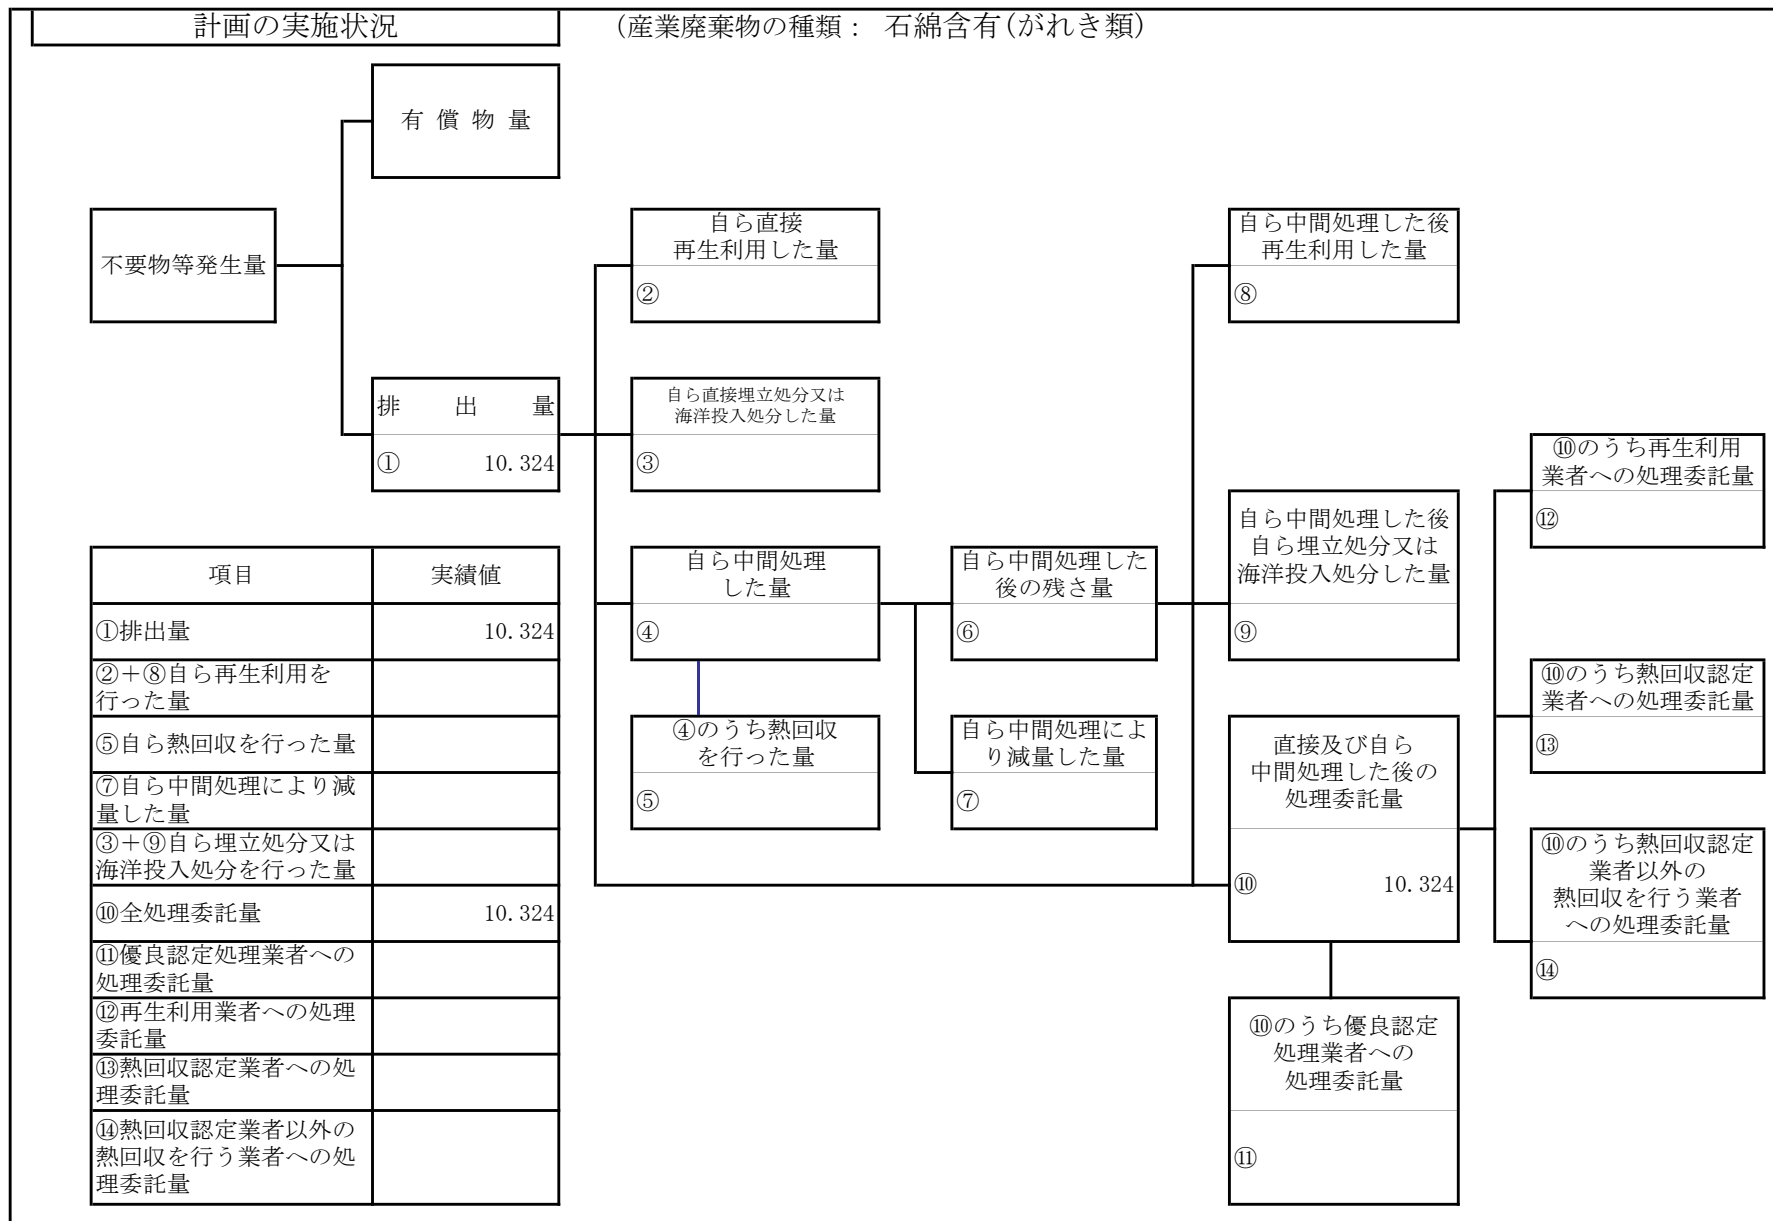 計画の実施状況
(産業廃棄物の種類： 石綿含有(がれき類)
有償物量
不要物等発生量
排出量
① 10.324
自ら直接
再生利用した量
②
自ら直接埋立処分又は
海洋投入処分した量
③
自ら中間処理
した量
④
④のうち熱回収
を行った量
⑤
自ら中間処理した
後の残さ量
⑥
自ら中間処理によ
り減量した量
⑦
自ら中間処理した後
再生利用した量
⑧
自ら中間処理した後
自ら埋立処分又は
海洋投入処分した量
⑨
直接及び自ら
中間処理した後の
処理委託量
⑩ 10.324
⑩のうち優良認定
処理業者への
処理委託量
⑪
⑩のうち再生利用
業者への処理委託量
⑫
⑩のうち熱回収認定
業者への処理委託量
⑬
⑩のうち熱回収認定
業者以外の
熱回収を行う業者
への処理委託量
⑭
項目 実績値
①排出量 10.324
②＋⑧自ら再生利用を
行った量
⑤自ら熱回収を行った量
⑦自ら中間処理により減
量した量
③＋⑨自ら埋立処分又は
海洋投入処分を行った量
⑩全処理委託量 10.324
⑪優良認定処理業者への
処理委託量
⑫再生利用業者への処理
委託量
⑬熱回収認定業者への処
理委託量
⑭熱回収認定業者以外の
熱回収を行う業者への処
理委託量